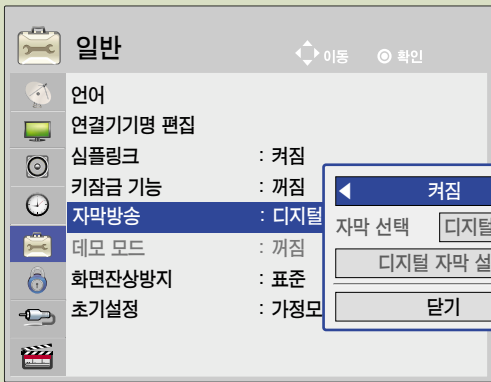 일반 이동 확인
언어
연결기기명 편집
심플링크 : 켜짐
키잠금 기능 : 꺼짐
자막방송 : 디지털
데모 모드 : 꺼짐
화면잔상방지 : 표준
초기설정 : 가정모
켜짐
자막 선택 디지털
디지털 자막 설
닫기